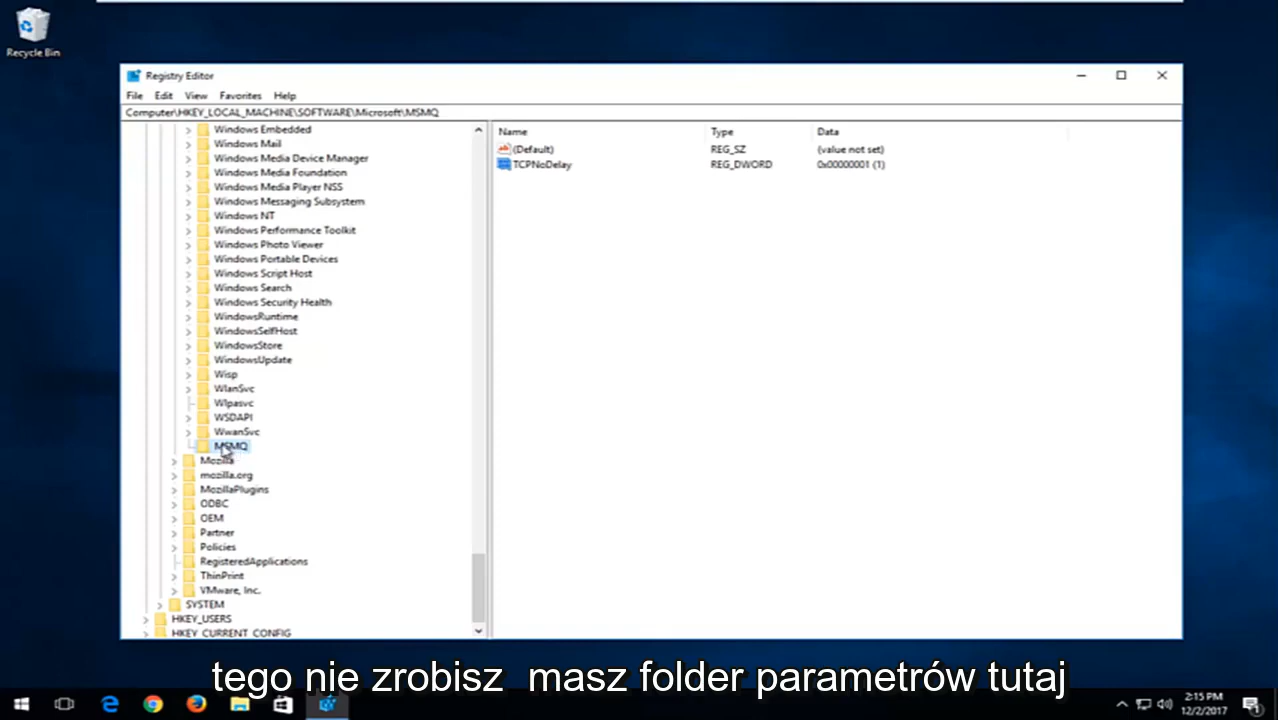 Recycle Bin
Registry Editor
File Edit View Favorites Help
Computer\HKEY_LOCAL_MACHINE\SOFTWARE\Microsoft\MSMQ
Name Type Data
(Default) REG_SZ (value not set)
TCPNoDelay REG_DWORD 0x00000001 (1)
Windows Embedded
Windows Mail
Windows Media Device Manager
Windows Media Foundation
Windows Media Player NSS
Windows Messaging Subsystem
Windows NT
Windows Performance Toolkit
Windows Photo Viewer
Windows Portable Devices
Windows Script Host
Windows Search
Windows Security Health
WindowsRuntime
WindowsSelfHost
WindowsStore
WindowsUpdate
Wisp
WlanSvc
Wlpasvc
WSDAPI
WwanSvc
MSMQ
Mozilla
mozilla.org
MozillaPlugins
ODBC
OEM
Partner
Policies
RegisteredApplications
ThinPrint
VMware, Inc.
SYSTEM
HKEY_USERS
HKEY_CURRENT_CONFIG
tego nie zrobisz masz folder parametrów tutaj
2:15 PM
12/2/2017